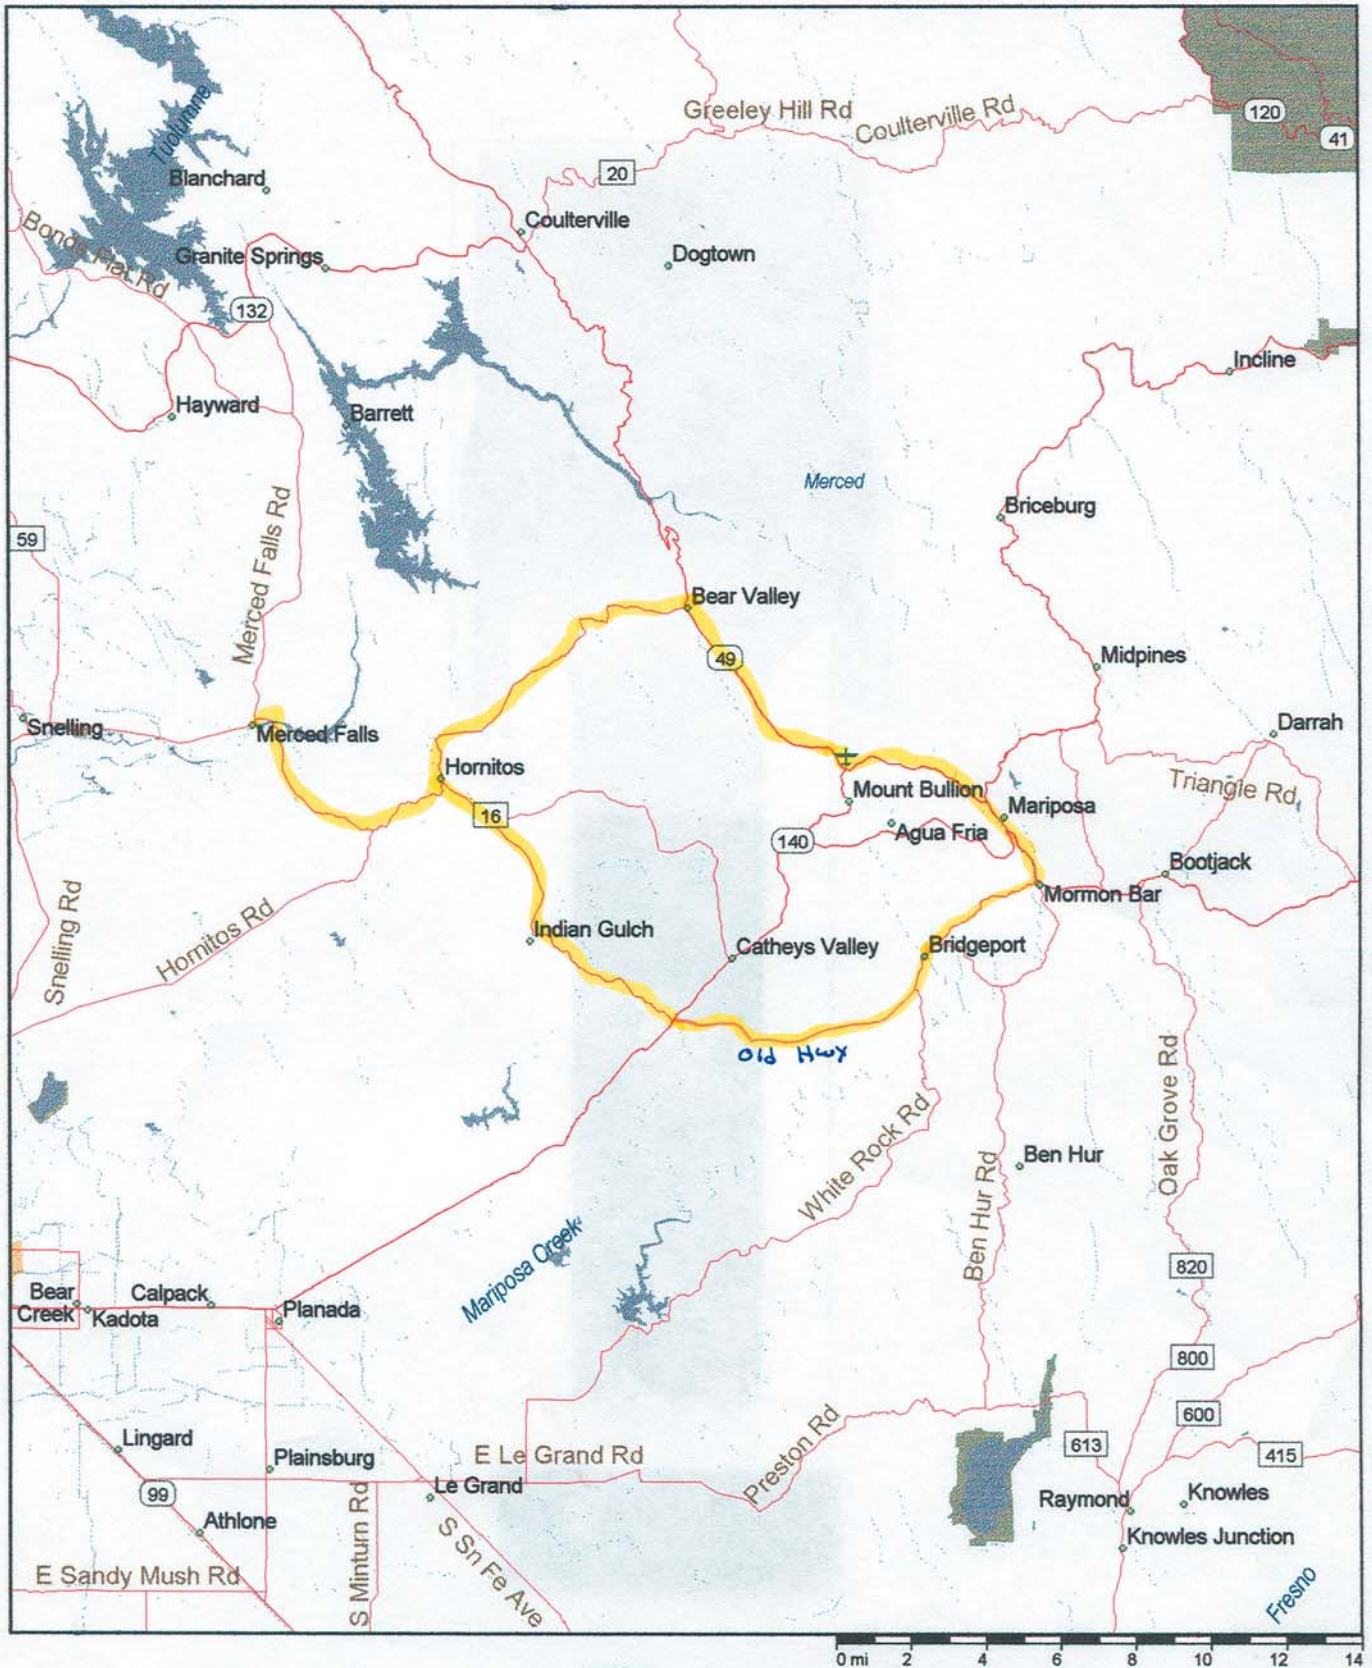 Tuolumne
Greeley Hill Rd
Coulterville Rd
120
41
Blanchard
20
Coulterville
Bonds Flat Rd
Granite Springs
Dogtown
132
Incline
Hayward
Barrett
Merced
Briceburg
59
Merced Falls Rd
Bear Valley
49
Midpines
Snelling
Merced Falls
Darrah
Hornitos
Mount Bullion
Triangle Rd
16
Mariposa
Agua Fria
140
Bootjack
Mormon Bar
Snelling Rd
Hornitos Rd
Indian Gulch
Catheys Valley
Bridgeport
Old Hwy
White Rock Rd
Oak Grove Rd
Ben Hur
Ben Hur Rd
Mariposa Creek
820
Bear
Creek
Kadota
Calpack
Planada
800
600
Lingard
Plainsburg
E Le Grand Rd
Preston Rd
613
415
99
Le Grand
Raymond
Knowles
Athlone
S Minturn Rd
S Sn Fe Ave
Knowles Junction
E Sandy Mush Rd
Fresno
0 mi 2 4 6 8 10 12 14